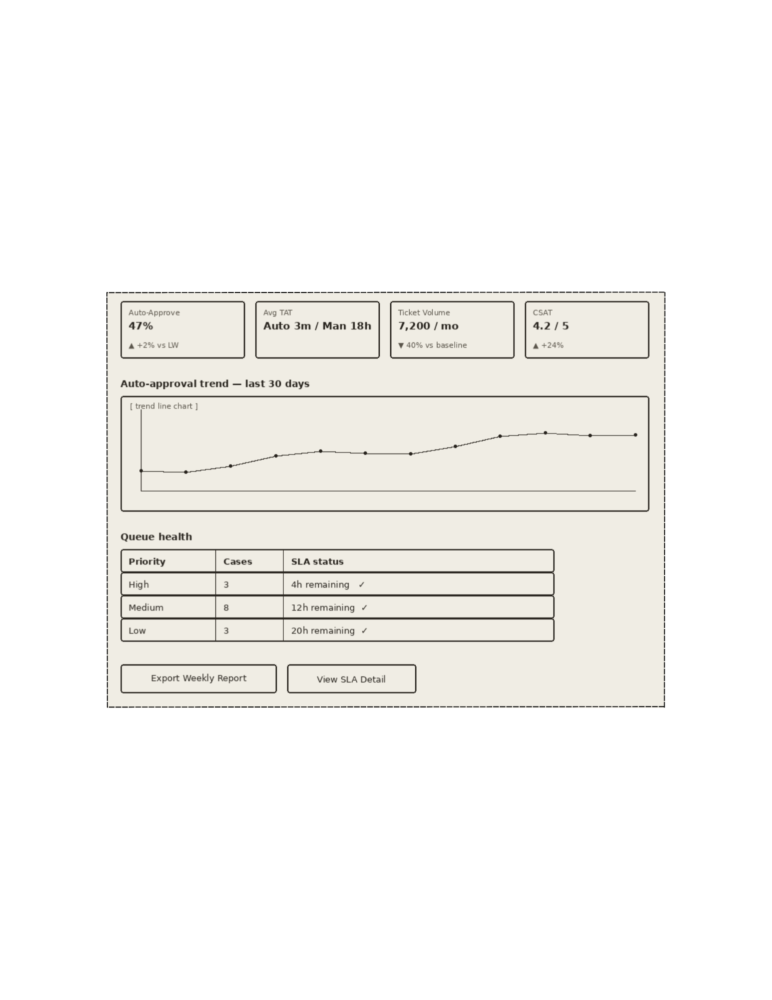 Auto-Approve
47%
▲ +2% vs LW
Avg TAT
Auto 3m / Man 18h
Ticket Volume
7,200 / mo
▼ 40% vs baseline
CSAT
4.2 / 5
▲ +24%
Auto-approval trend — last 30 days
[ trend line chart ]
Queue health
Priority Cases SLA status
High 3 4h remaining ✓
Medium 8 12h remaining ✓
Low 3 20h remaining ✓
Export Weekly Report
View SLA Detail